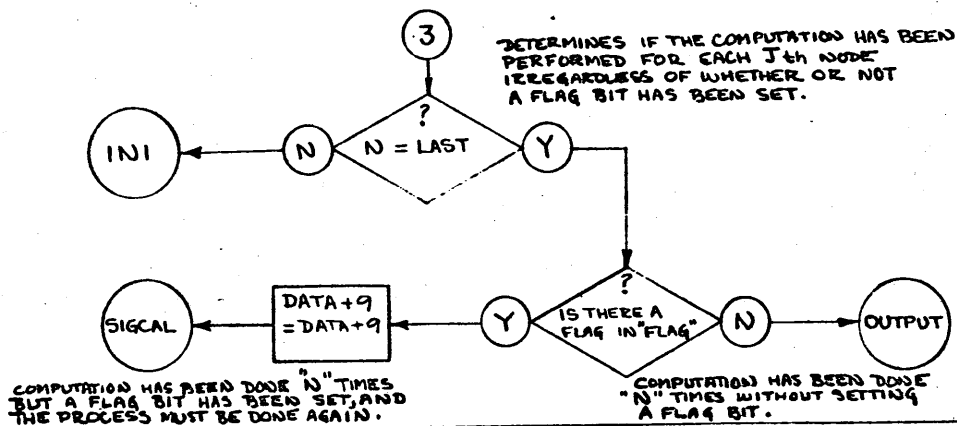 3
DETERMINES IF THE COMPUTATION HAS BEEN
PERFORMED FOR EACH Jth NODE
IRREGARDLESS OF WHETHER OR NOT
A FLAG BIT HAS BEEN SET.
?
N = LAST
N
Y
IN1
?
IS THERE A
FLAG IN "FLAG"
Y
N
DATA+9
=DATA+9
SIGCAL
OUTPUT
COMPUTATION HAS BEEN DONE "N" TIMES
BUT A FLAG BIT HAS BEEN SET, AND
THE PROCESS MUST BE DONE AGAIN.
COMPUTATION HAS BEEN DONE
"N" TIMES WITHOUT SETTING
A FLAG BIT.